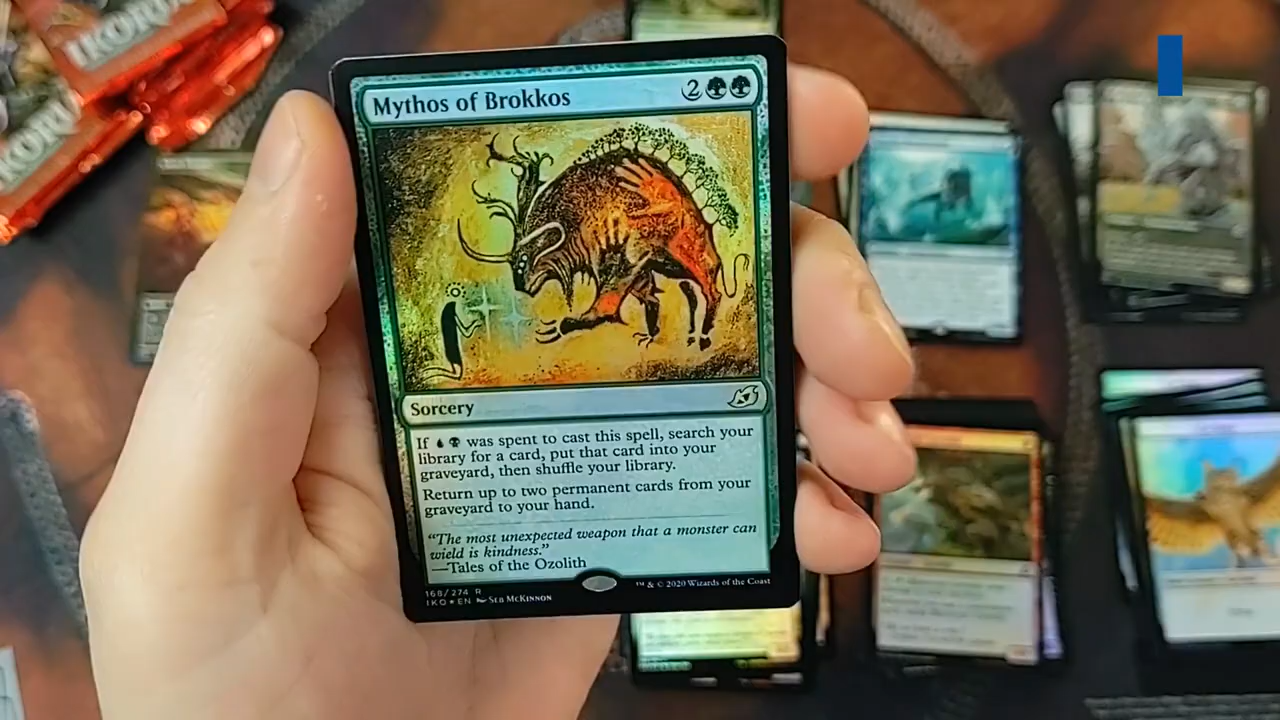 IKORIA
Mythos of Brokkos 2
Sorcery
If was spent to cast this spell, search your
library for a card, put that card into your
graveyard, then shuffle your library.
Return up to two permanent cards from your
graveyard to your hand.
“The most unexpected weapon that a monster can
wield is kindness.”
—Tales of the Ozolith
168/274 R
IKO★EN Seb McKinnon
™ & © 2020 Wizards of the Coast